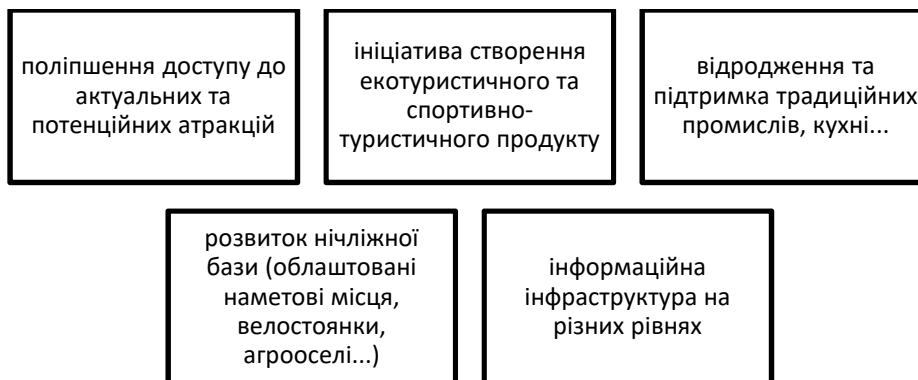 поліпшення доступу до
актуальних та
потенційних атракцій
ініціатива створення
екотуристичного та
спортивно-
туристичного продукту
відродження та
підтримка традиційних
промислів, кухні...
розвиток нічліжної
бази (облаштовані
наметові місця,
велостоянки,
агрооселі...)
інформаційна
інфраструктура на
різних рівнях